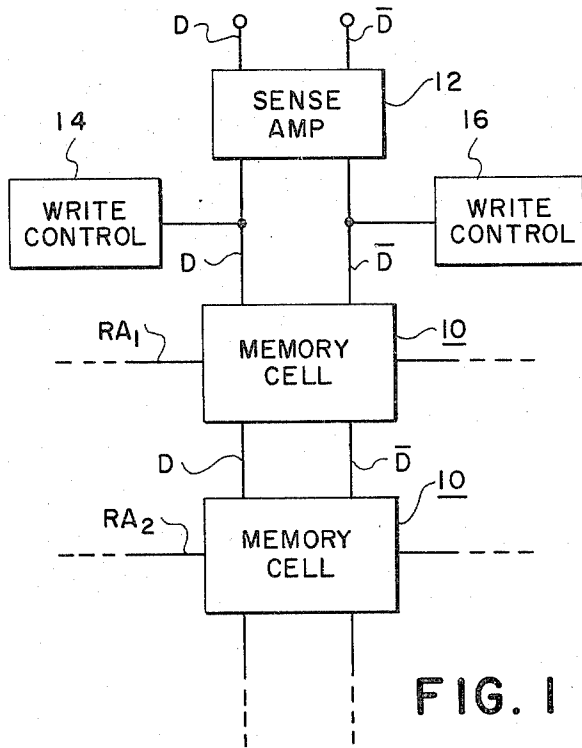 D D̅
12
SENSE
AMP
14
16
WRITE
CONTROL
WRITE
CONTROL
D D̅
RA₁
10
MEMORY
CELL
D D̅
10
RA₂
MEMORY
CELL
FIG. 1